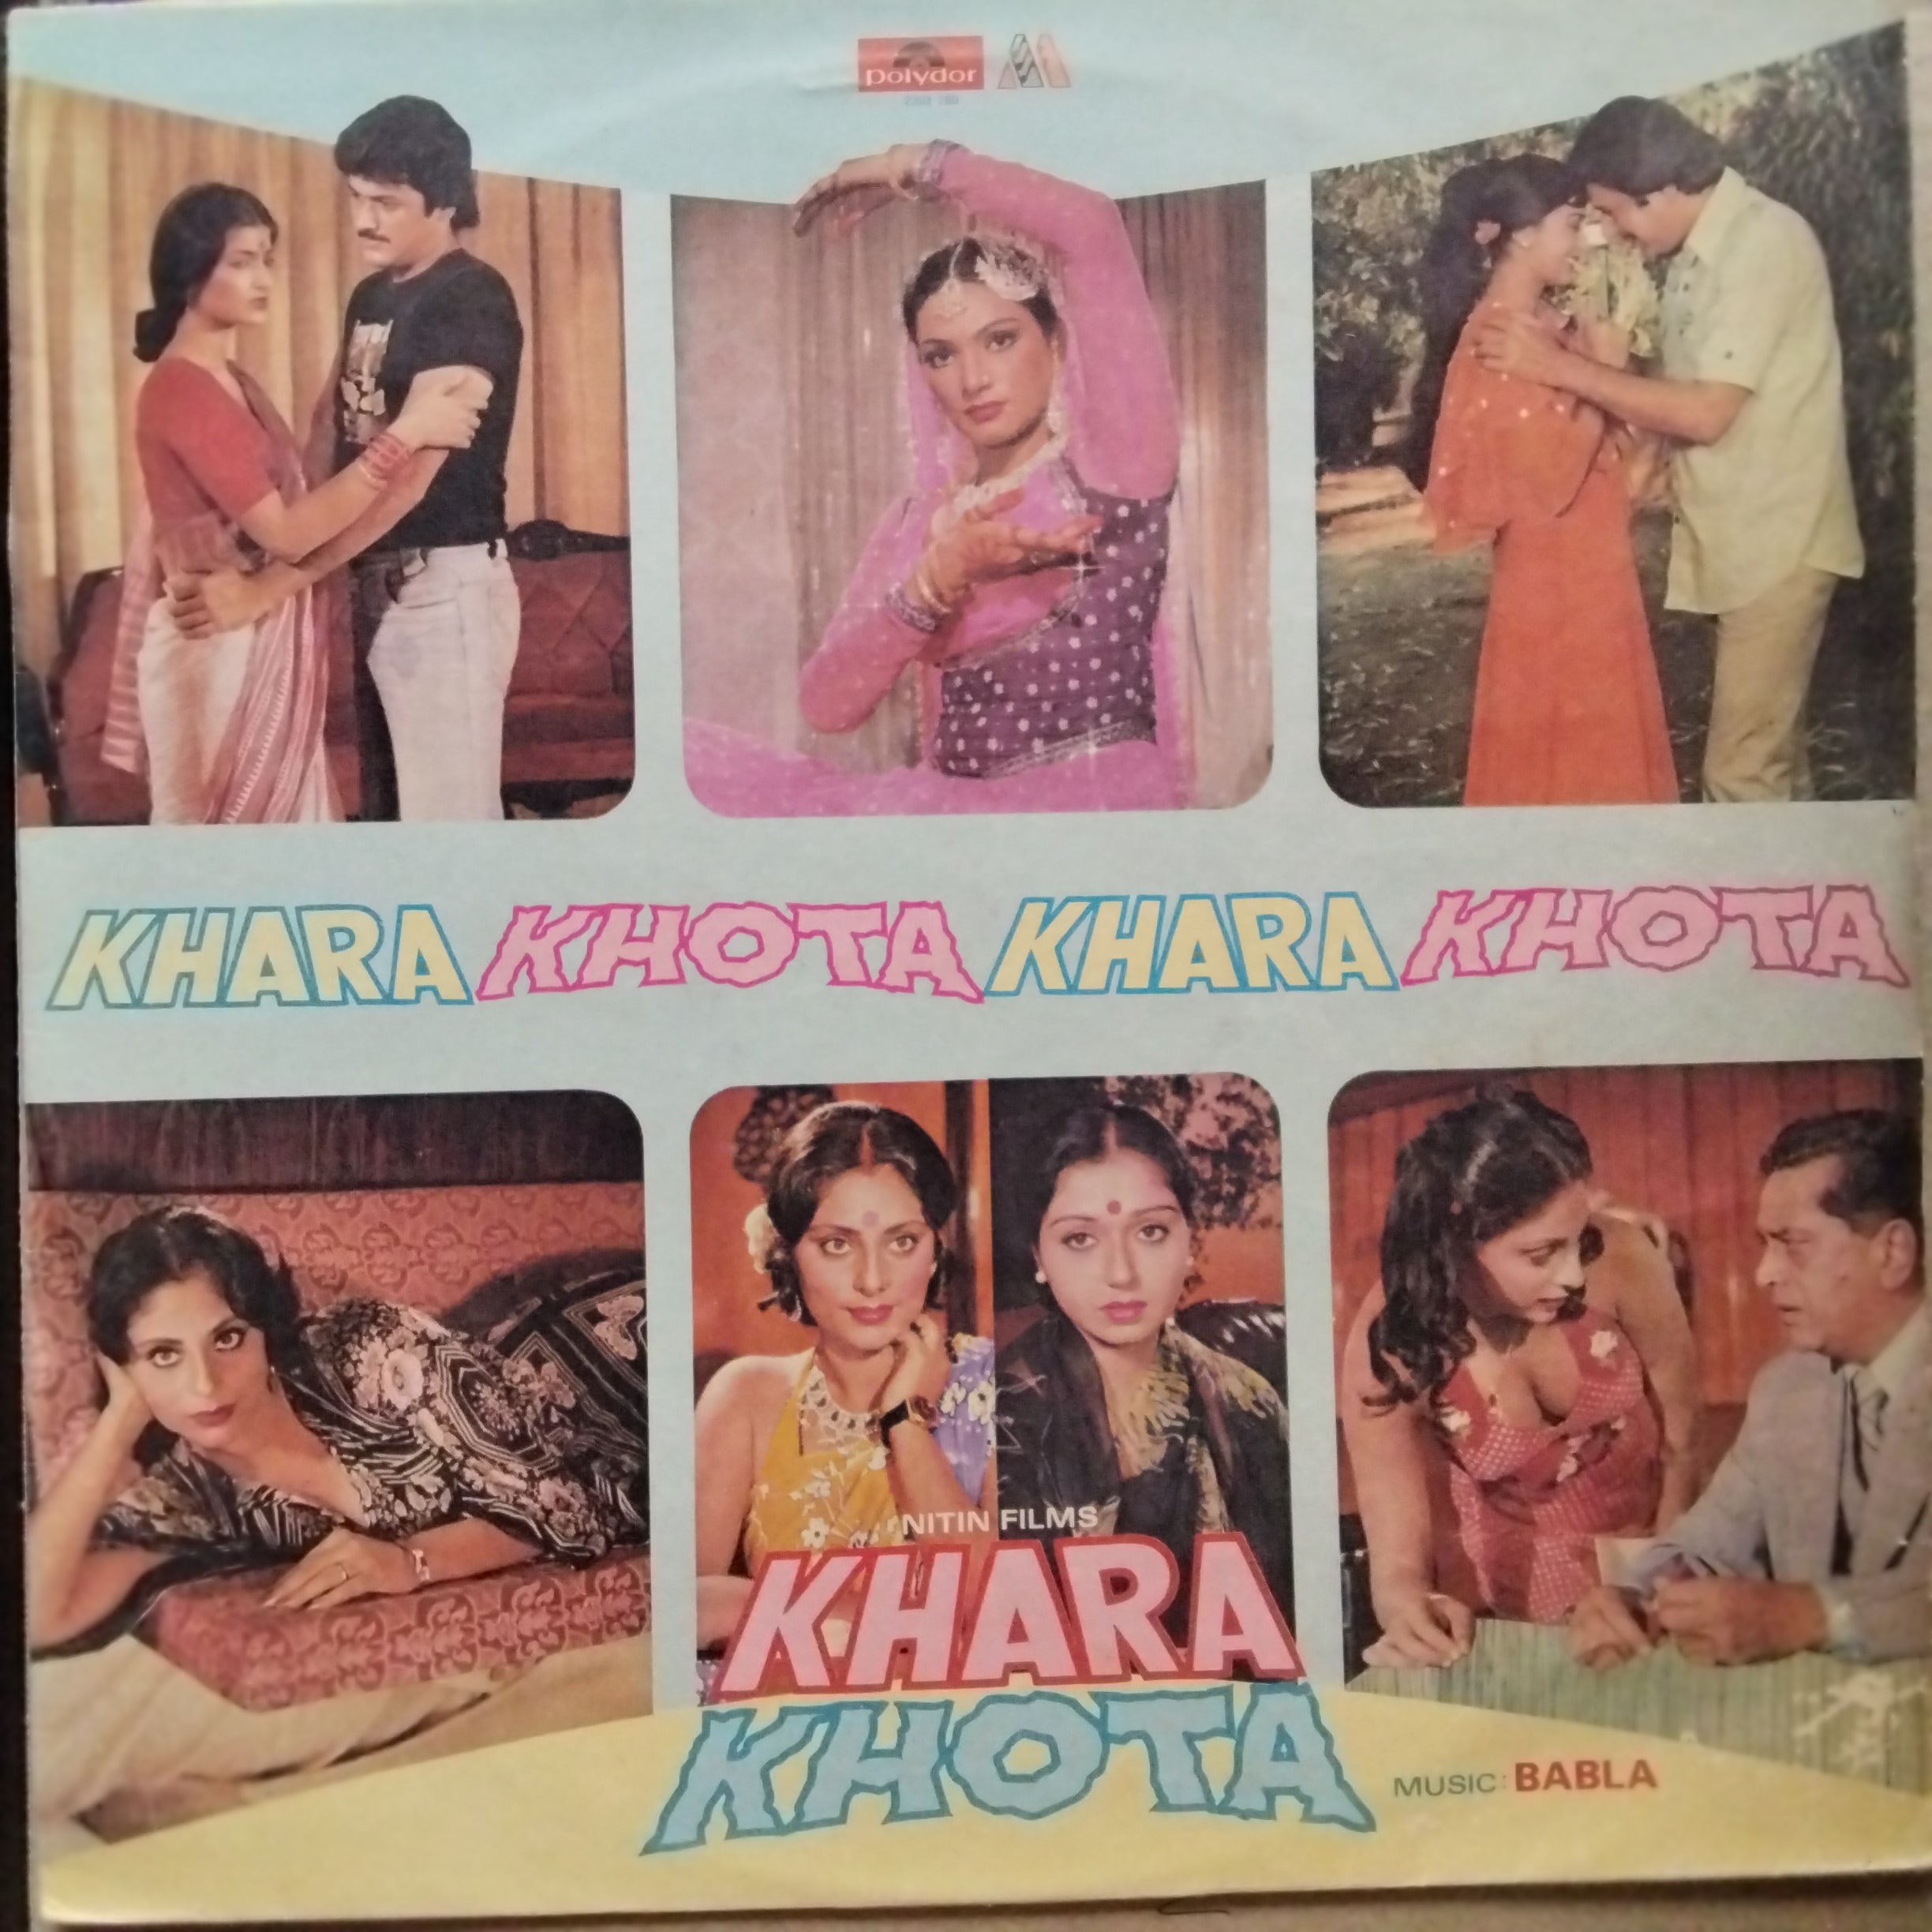 polydor
KHARA KHOTA KHARA KHOTA
NITIN FILMS
KHARA
KHOTA
MUSIC: BABLA